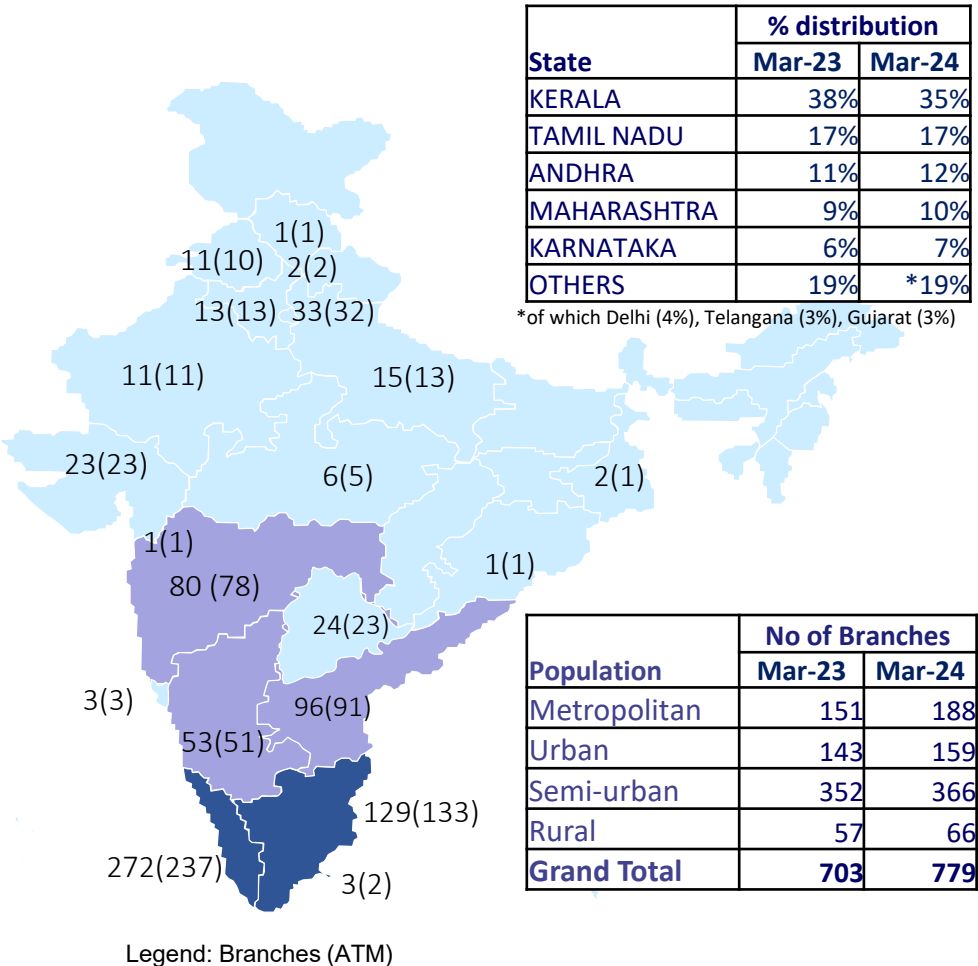 % distribution
State Mar-23 Mar-24
KERALA 38% 35%
TAMIL NADU 17% 17%
ANDHRA 11% 12%
MAHARASHTRA 9% 10%
KARNATAKA 6% 7%
OTHERS 19% *19%
*of which Delhi (4%), Telangana (3%), Gujarat (3%)
1(1)
11(10)
2(2)
13(13) 33(32)
11(11) 15(13)
23(23) 6(5) 2(1)
1(1)
1(1)
80 (78)
24(23)
3(3) 96(91)
53(51)
129(133)
272(237)
3(2)
No of Branches
Population Mar-23 Mar-24
Metropolitan 151 188
Urban 143 159
Semi-urban 352 366
Rural 57 66
Grand Total 703 779
Legend: Branches (ATM)